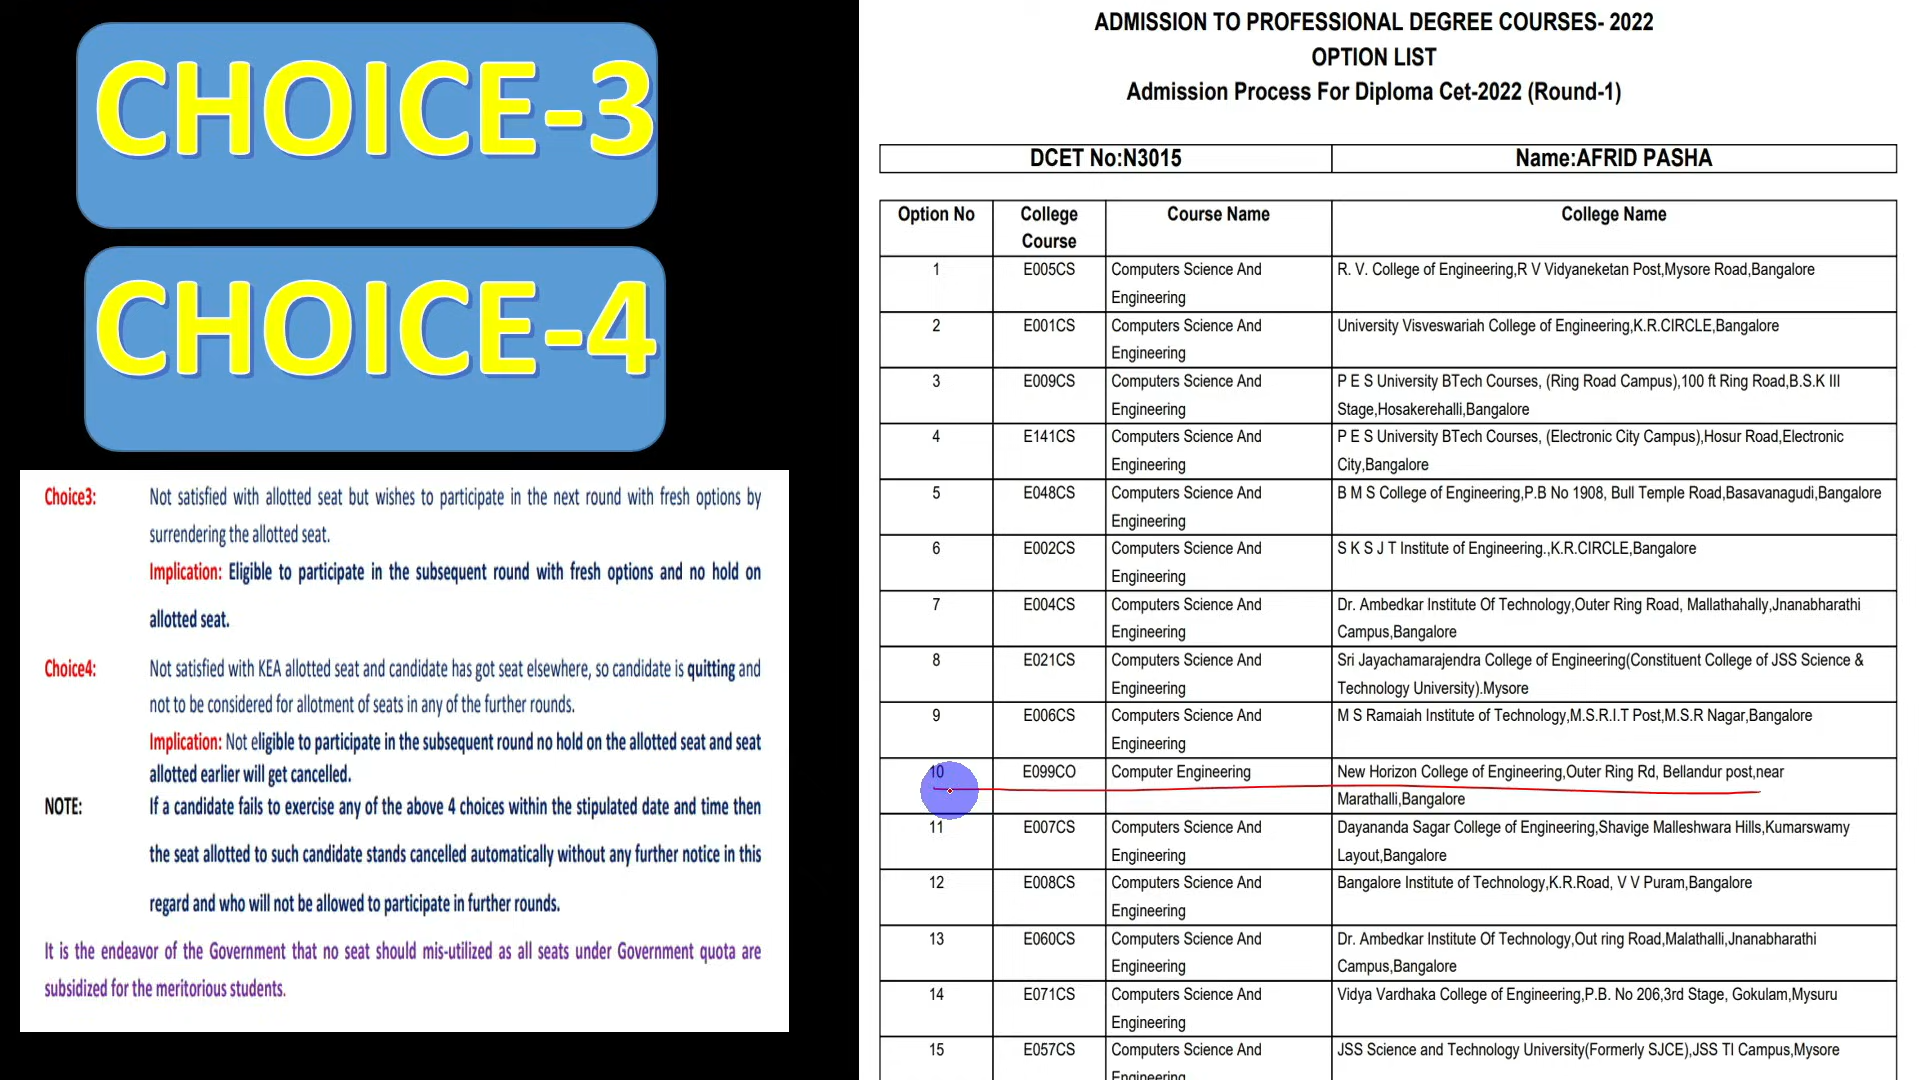 CHOICE-3
CHOICE-4
Choice3: Not satisfied with allotted seat but wishes to participate in the next round with fresh options by
surrendering the allotted seat.
Implication: Eligible to participate in the subsequent round with fresh options and no hold on
allotted seat.
Choice4: Not satisfied with KEA allotted seat and candidate has got seat elsewhere, so candidate is quitting and
not to be considered for allotment of seats in any of the further rounds.
Implication: Not eligible to participate in the subsequent round no hold on the allotted seat and seat
allotted earlier will get cancelled.
NOTE: If a candidate fails to exercise any of the above 4 choices within the stipulated date and time then
the seat allotted to such candidate stands cancelled automatically without any further notice in this
regard and who will not be allowed to participate in further rounds.
It is the endeavor of the Government that no seat should mis-utilized as all seats under Government quota are
subsidized for the meritorious students.
ADMISSION TO PROFESSIONAL DEGREE COURSES- 2022
OPTION LIST
Admission Process For Diploma Cet-2022 (Round-1)
DCET No:N3015 Name:AFRID PASHA
Option No College Course Name College Name
Course
1 E005CS Computers Science And R. V. College of Engineering,R V Vidyaneketan Post,Mysore Road,Bangalore
Engineering
2 E001CS Computers Science And University Visveswariah College of Engineering,K.R.CIRCLE,Bangalore
Engineering
3 E009CS Computers Science And P E S University BTech Courses, (Ring Road Campus),100 ft Ring Road,B.S.K III
Engineering Stage,Hosakerehalli,Bangalore
4 E141CS Computers Science And P E S University BTech Courses, (Electronic City Campus),Hosur Road,Electronic
Engineering City,Bangalore
5 E048CS Computers Science And B M S College of Engineering,P.B No 1908, Bull Temple Road,Basavanagudi,Bangalore
Engineering
6 E002CS Computers Science And S K S J T Institute of Engineering.,K.R.CIRCLE,Bangalore
Engineering
7 E004CS Computers Science And Dr. Ambedkar Institute Of Technology,Outer Ring Road, Mallathahally,Jnanabharathi
Engineering Campus,Bangalore
8 E021CS Computers Science And Sri Jayachamarajendra College of Engineering(Constituent College of JSS Science &
Engineering Technology University).Mysore
9 E006CS Computers Science And M S Ramaiah Institute of Technology,M.S.R.I.T Post,M.S.R Nagar,Bangalore
Engineering
10 E099CO Computer Engineering New Horizon College of Engineering,Outer Ring Rd, Bellandur post,near
Marathalli,Bangalore
11 E007CS Computers Science And Dayananda Sagar College of Engineering,Shavige Malleshwara Hills,Kumarswamy
Engineering Layout,Bangalore
12 E008CS Computers Science And Bangalore Institute of Technology,K.R.Road, V V Puram,Bangalore
Engineering
13 E060CS Computers Science And Dr. Ambedkar Institute Of Technology,Out ring Road,Malathalli,Jnanabharathi
Engineering Campus,Bangalore
14 E071CS Computers Science And Vidya Vardhaka College of Engineering,P.B. No 206,3rd Stage, Gokulam,Mysuru
Engineering
15 E057CS Computers Science And JSS Science and Technology University(Formerly SJCE),JSS TI Campus,Mysore
Engineering